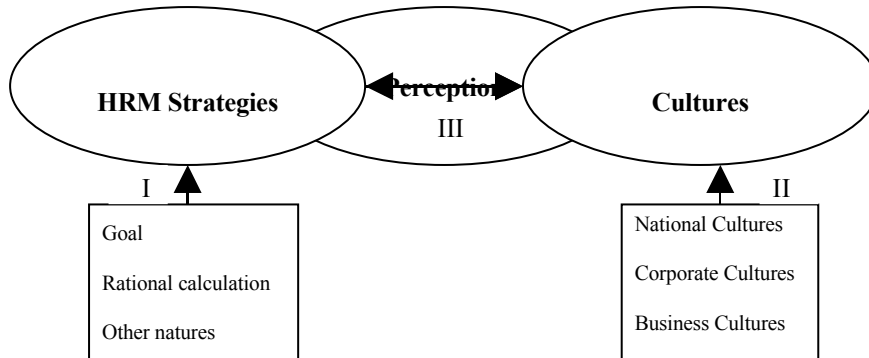 HRM Strategies
Perception
Cultures
III
I
II
Goal
Rational calculation
Other natures
National Cultures
Corporate Cultures
Business Cultures